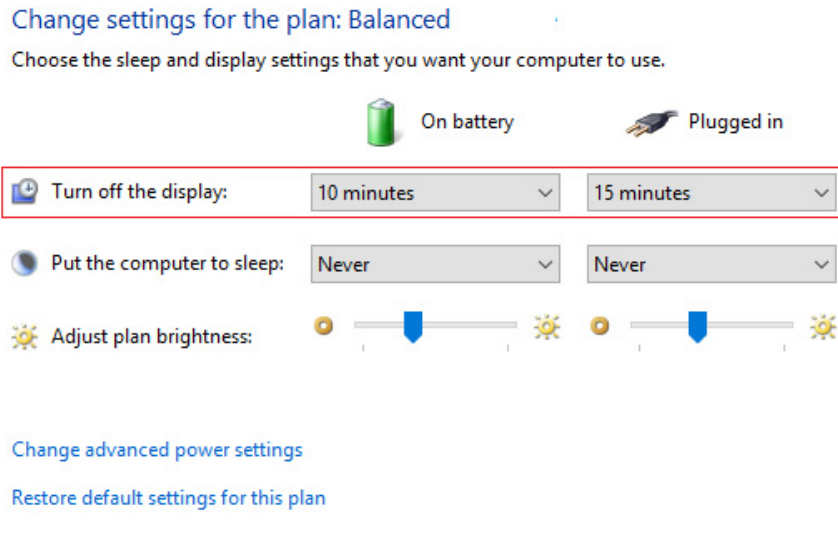 Change settings for the plan: Balanced
Choose the sleep and display settings that you want your computer to use.
On battery Plugged in
Turn off the display: 10 minutes 15 minutes
Put the computer to sleep: Never Never
Adjust plan brightness:
Change advanced power settings
Restore default settings for this plan